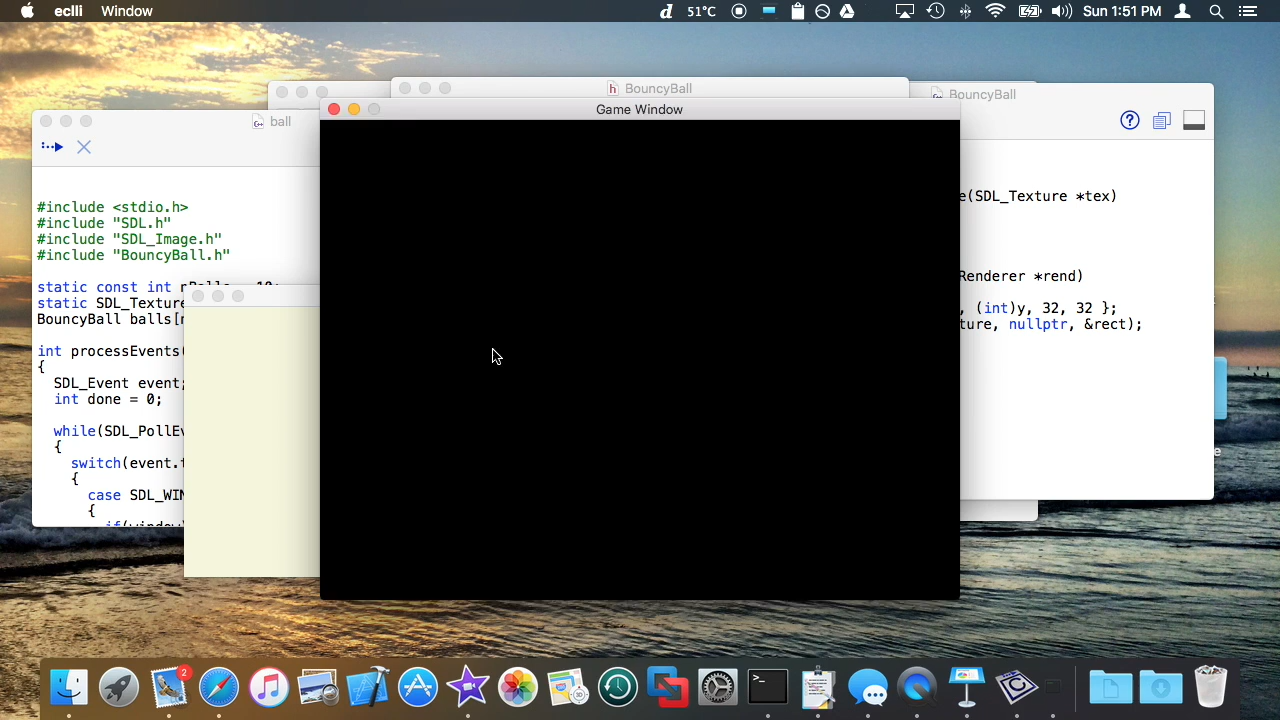 eclli Window
d 51°C Sun 1:51 PM
BouncyBall
BouncyBall
Game Window
ball
#include <stdio.h>
#include "SDL.h"
#include "SDL_Image.h"
#include "BouncyBall.h"
static const int
static SDL_Texture
BouncyBall balls[
int processEvents(
{
SDL_Event event;
int done = 0;
while(SDL_PollEv
{
switch(event.t
{
case SDL_WIN
{
e(SDL_Texture *tex)
Renderer *rend)
, (int)y, 32, 32 };
ture, nullptr, &rect);
e
2